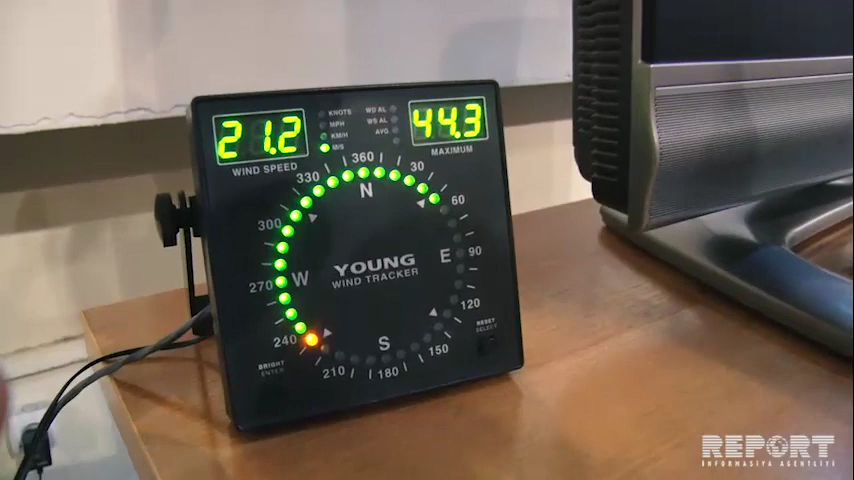 21.2
WIND SPEED
KNOTS
MPH
KM/H
M/S
WD AL
WS AL
AVG
44.3
MAXIMUM
360
30
60
90
120
150
180
210
240
270
300
330
N
E
S
W
YOUNG
WIND TRACKER
BRIGHT
ENTER
RESET
SELECT
REPORT
INFORMASİYA AGENTLİYİ